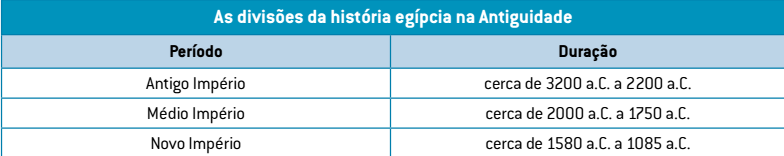 As divisões da história egípcia na Antiguidade
Período Duração
Antigo Império cerca de 3200 a.C. a 2200 a.C.
Médio Império cerca de 2000 a.C. a 1750 a.C.
Novo Império cerca de 1580 a.C. a 1085 a.C.